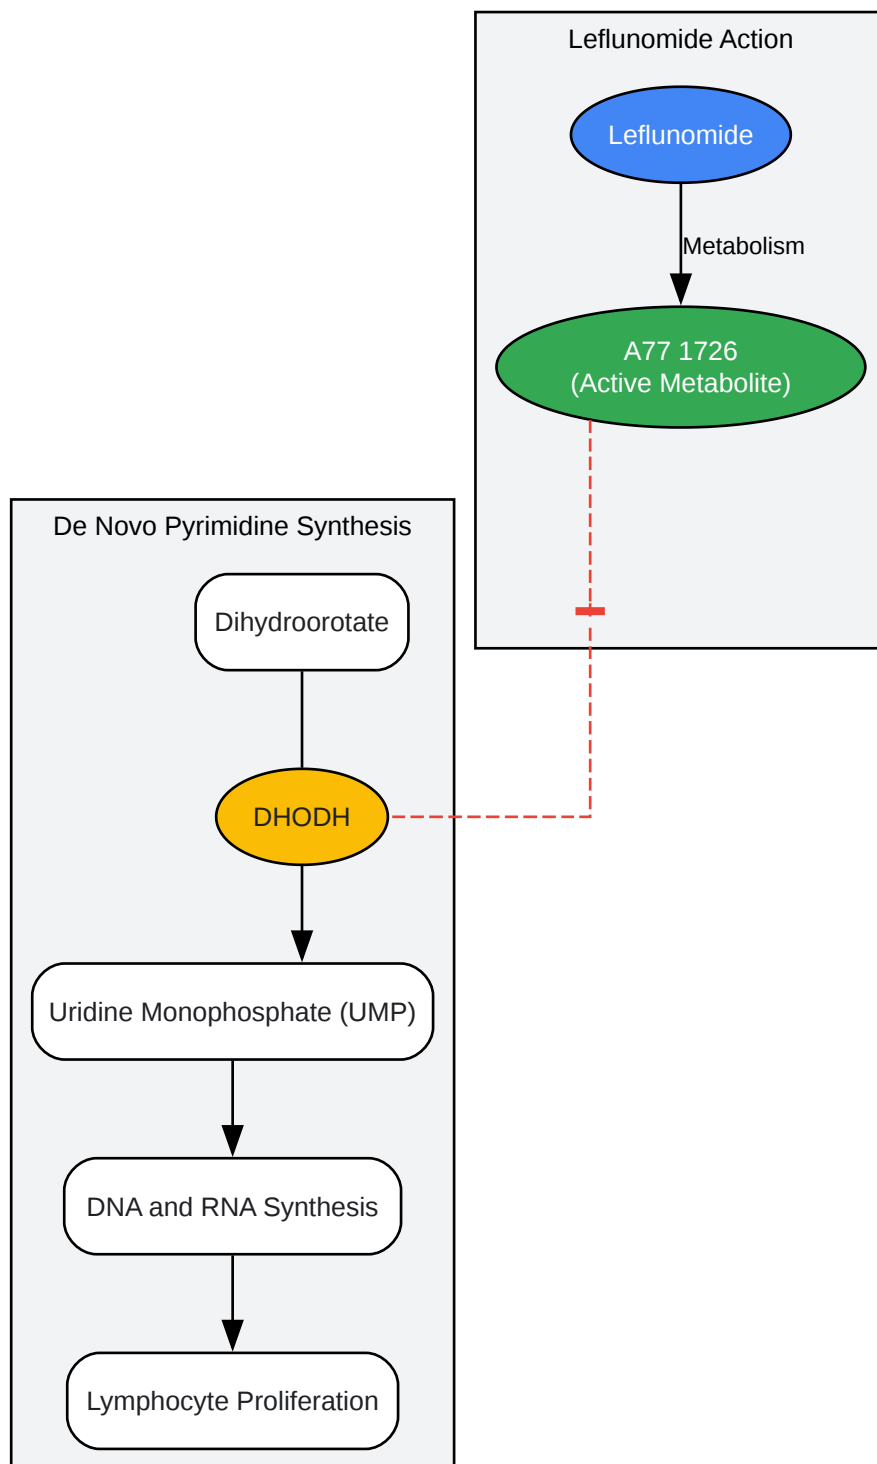 Leflunomide Action
Leflunomide
Metabolism
A77 1726
(Active Metabolite)
De Novo Pyrimidine Synthesis
Dihydroorotate
DHODH
Uridine Monophosphate (UMP)
DNA and RNA Synthesis
Lymphocyte Proliferation